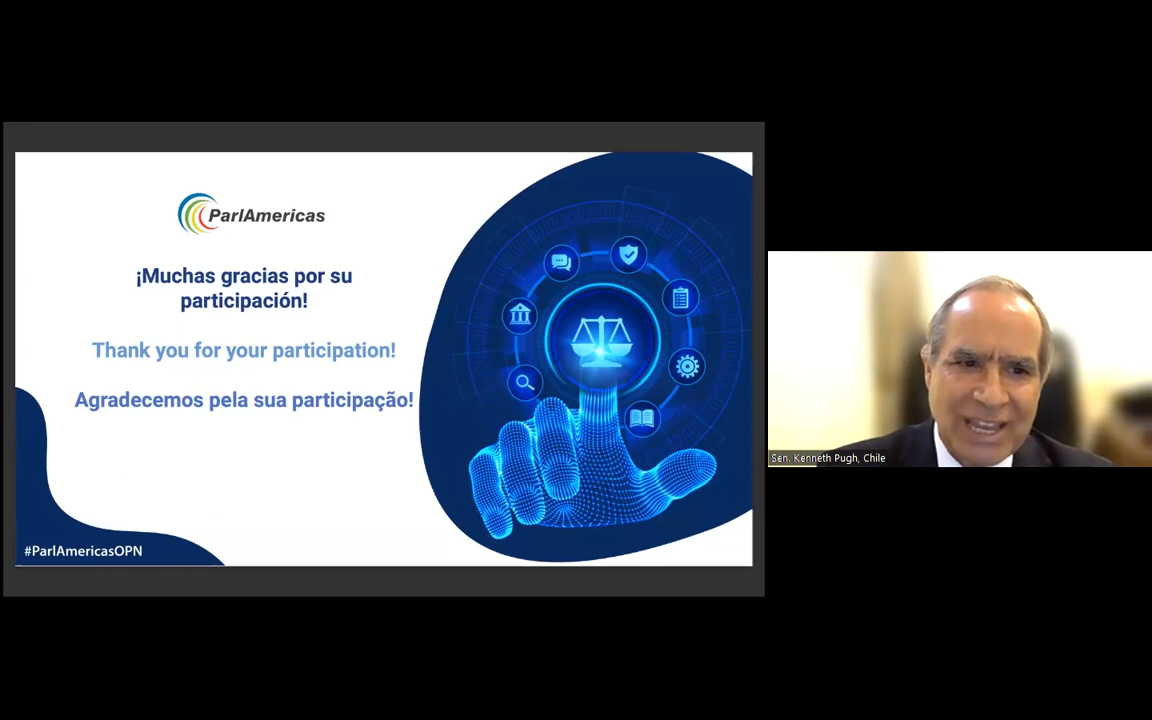 ParlAmericas
¡Muchas gracias por su
participación!
Thank you for your participation!
Agradecemos pela sua participação!
#ParlAmericasOPN
Sen. Kenneth Pugh, Chile